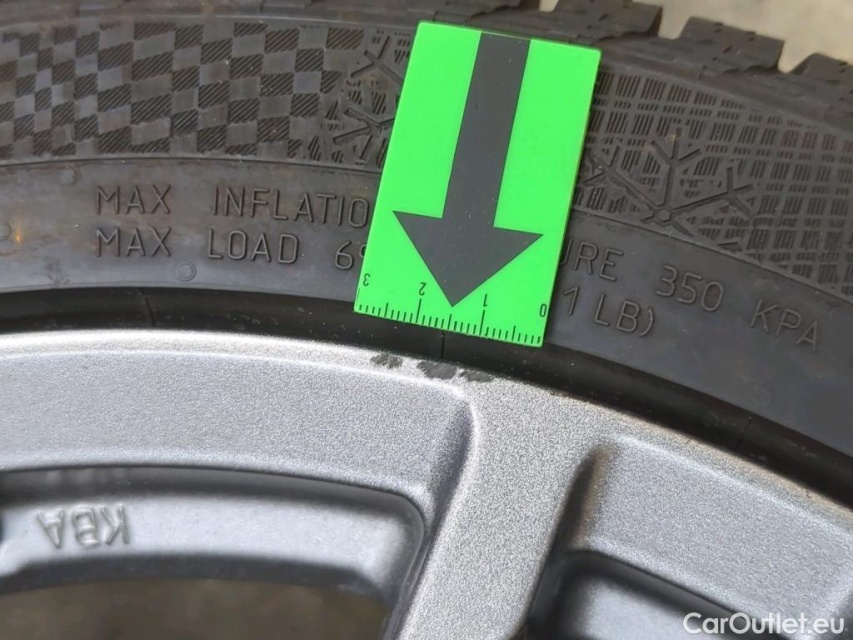 MAX INFLATIO URE 350 KPA
MAX LOAD 6 1 LB)
3 2 1 0
KBA
CarOutlet.eu